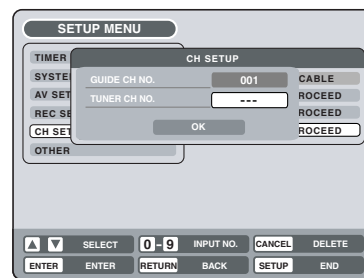 SETUP MENU
TIMER
CH SETUP
SYSTE
CABLE
GUIDE CH NO. 001
AV SET
ROCEED
TUNER CH NO. ---
REC SE
ROCEED
CH SET
OK
ROCEED
OTHER
▲ ▼ SELECT 0-9 INPUT NO. CANCEL DELETE
ENTER ENTER RETURN BACK SETUP END